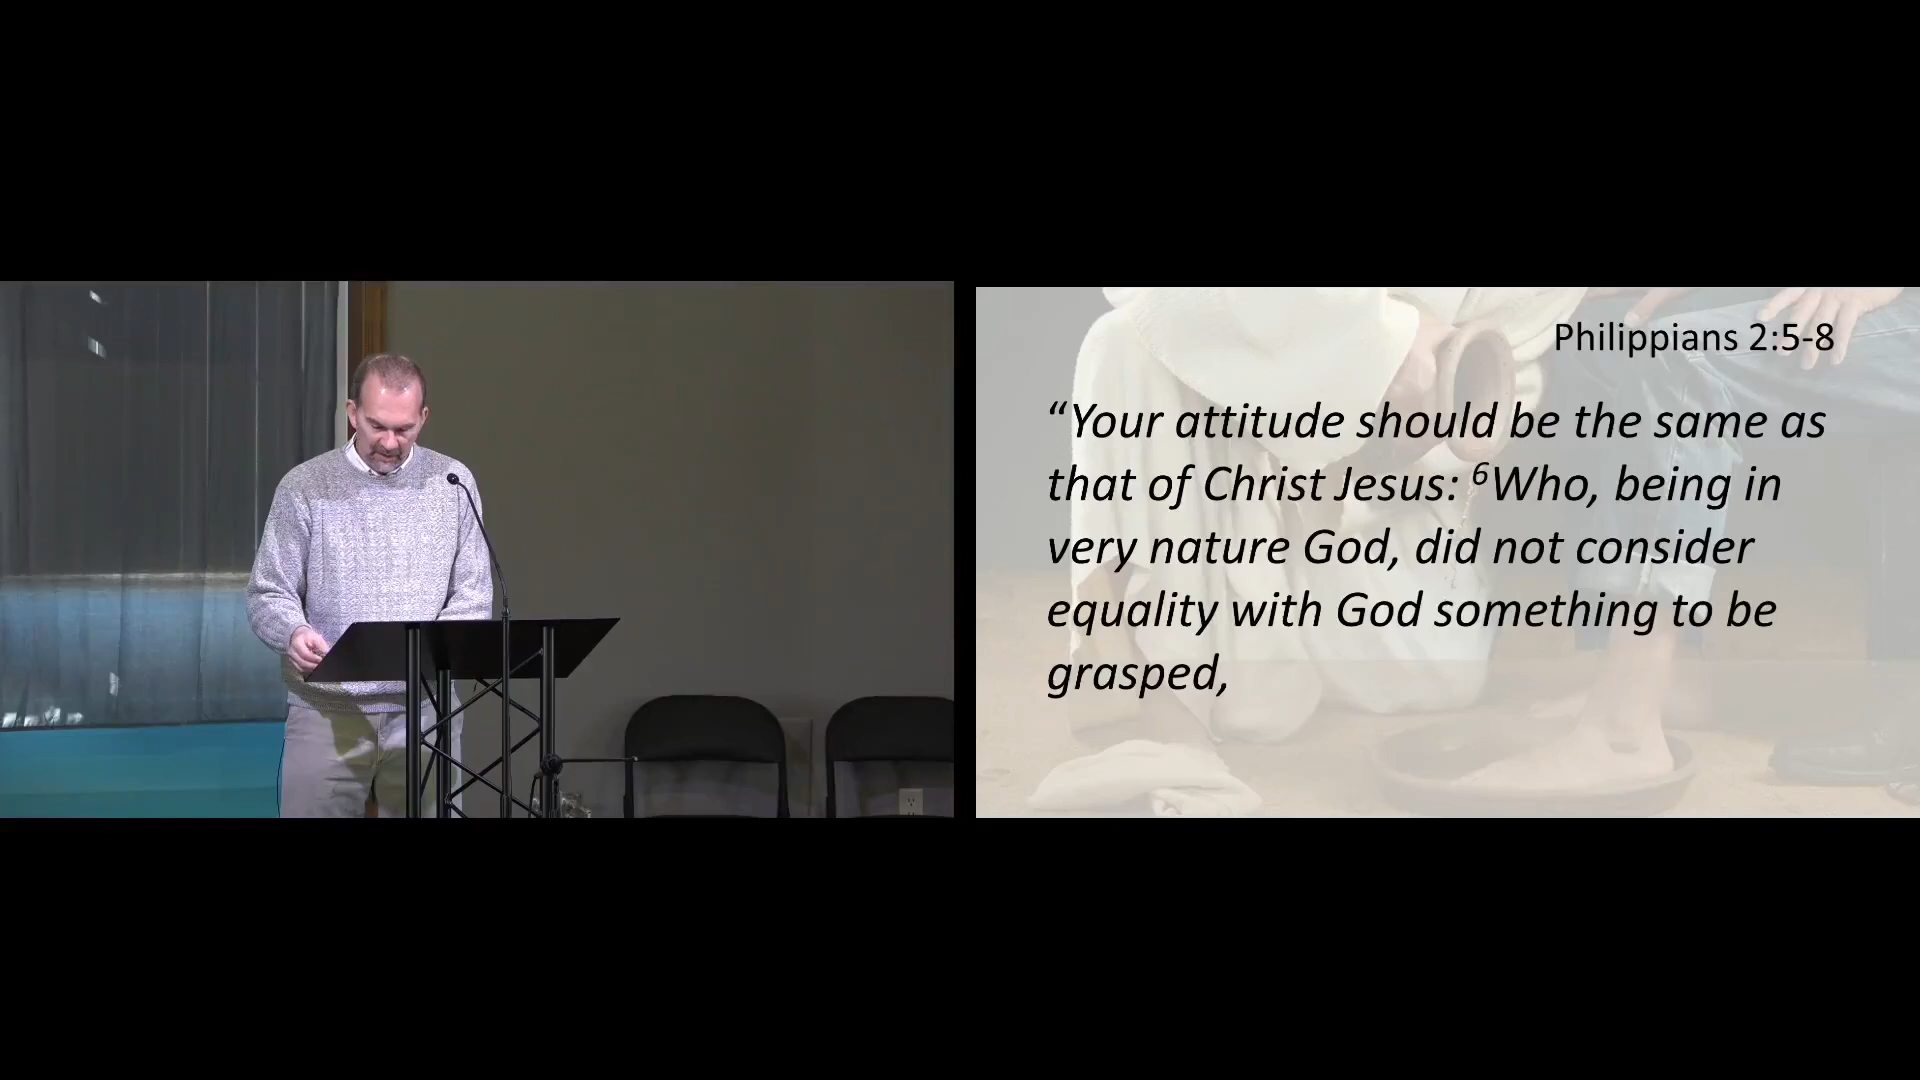 Philippians 2:5-8
“Your attitude should be the same as
that of Christ Jesus: ⁶Who, being in
very nature God, did not consider
equality with God something to be
grasped,